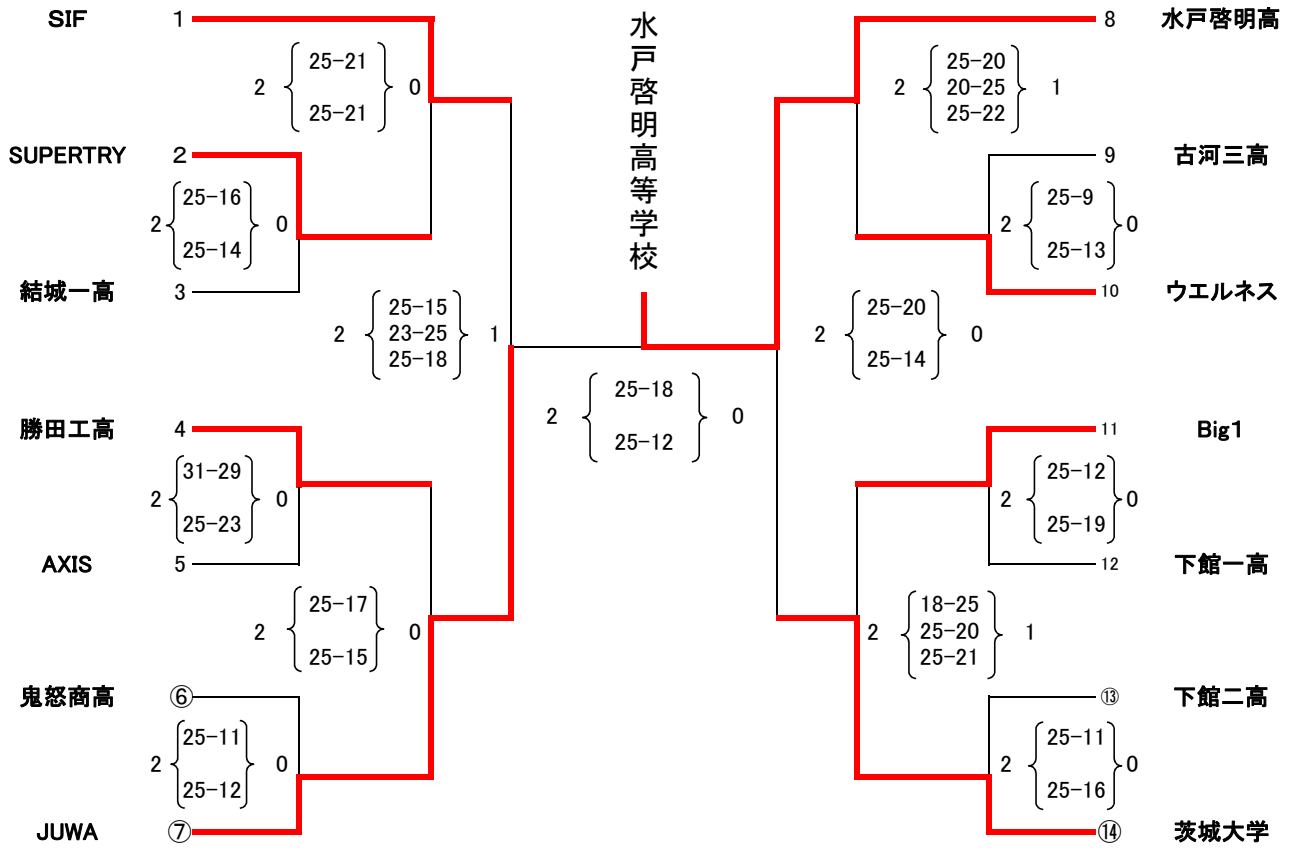 SIF 1
2 25-21 0
25-21
SUPERTRY 2
2 25-16 0
25-14
結城一高 3
2 25-15 1
23-25
25-18
勝田工高 4
2 31-29 0
25-23
AXIS 5
2 25-17 0
25-15
鬼怒商高 ⑥
2 25-11 0
25-12
JUWA ⑦
水戸啓明高等学校
2 25-18 0
25-12
8 水戸啓明高
2 25-20 1
20-25
25-22
9 古河三高
2 25-9 0
25-13
10 ウエルネス
2 25-20 0
25-14
11 Big1
2 25-12 0
25-19
12 下館一高
2 18-25 1
25-20
25-21
⑬ 下館二高
2 25-11 0
25-16
⑭ 茨城大学